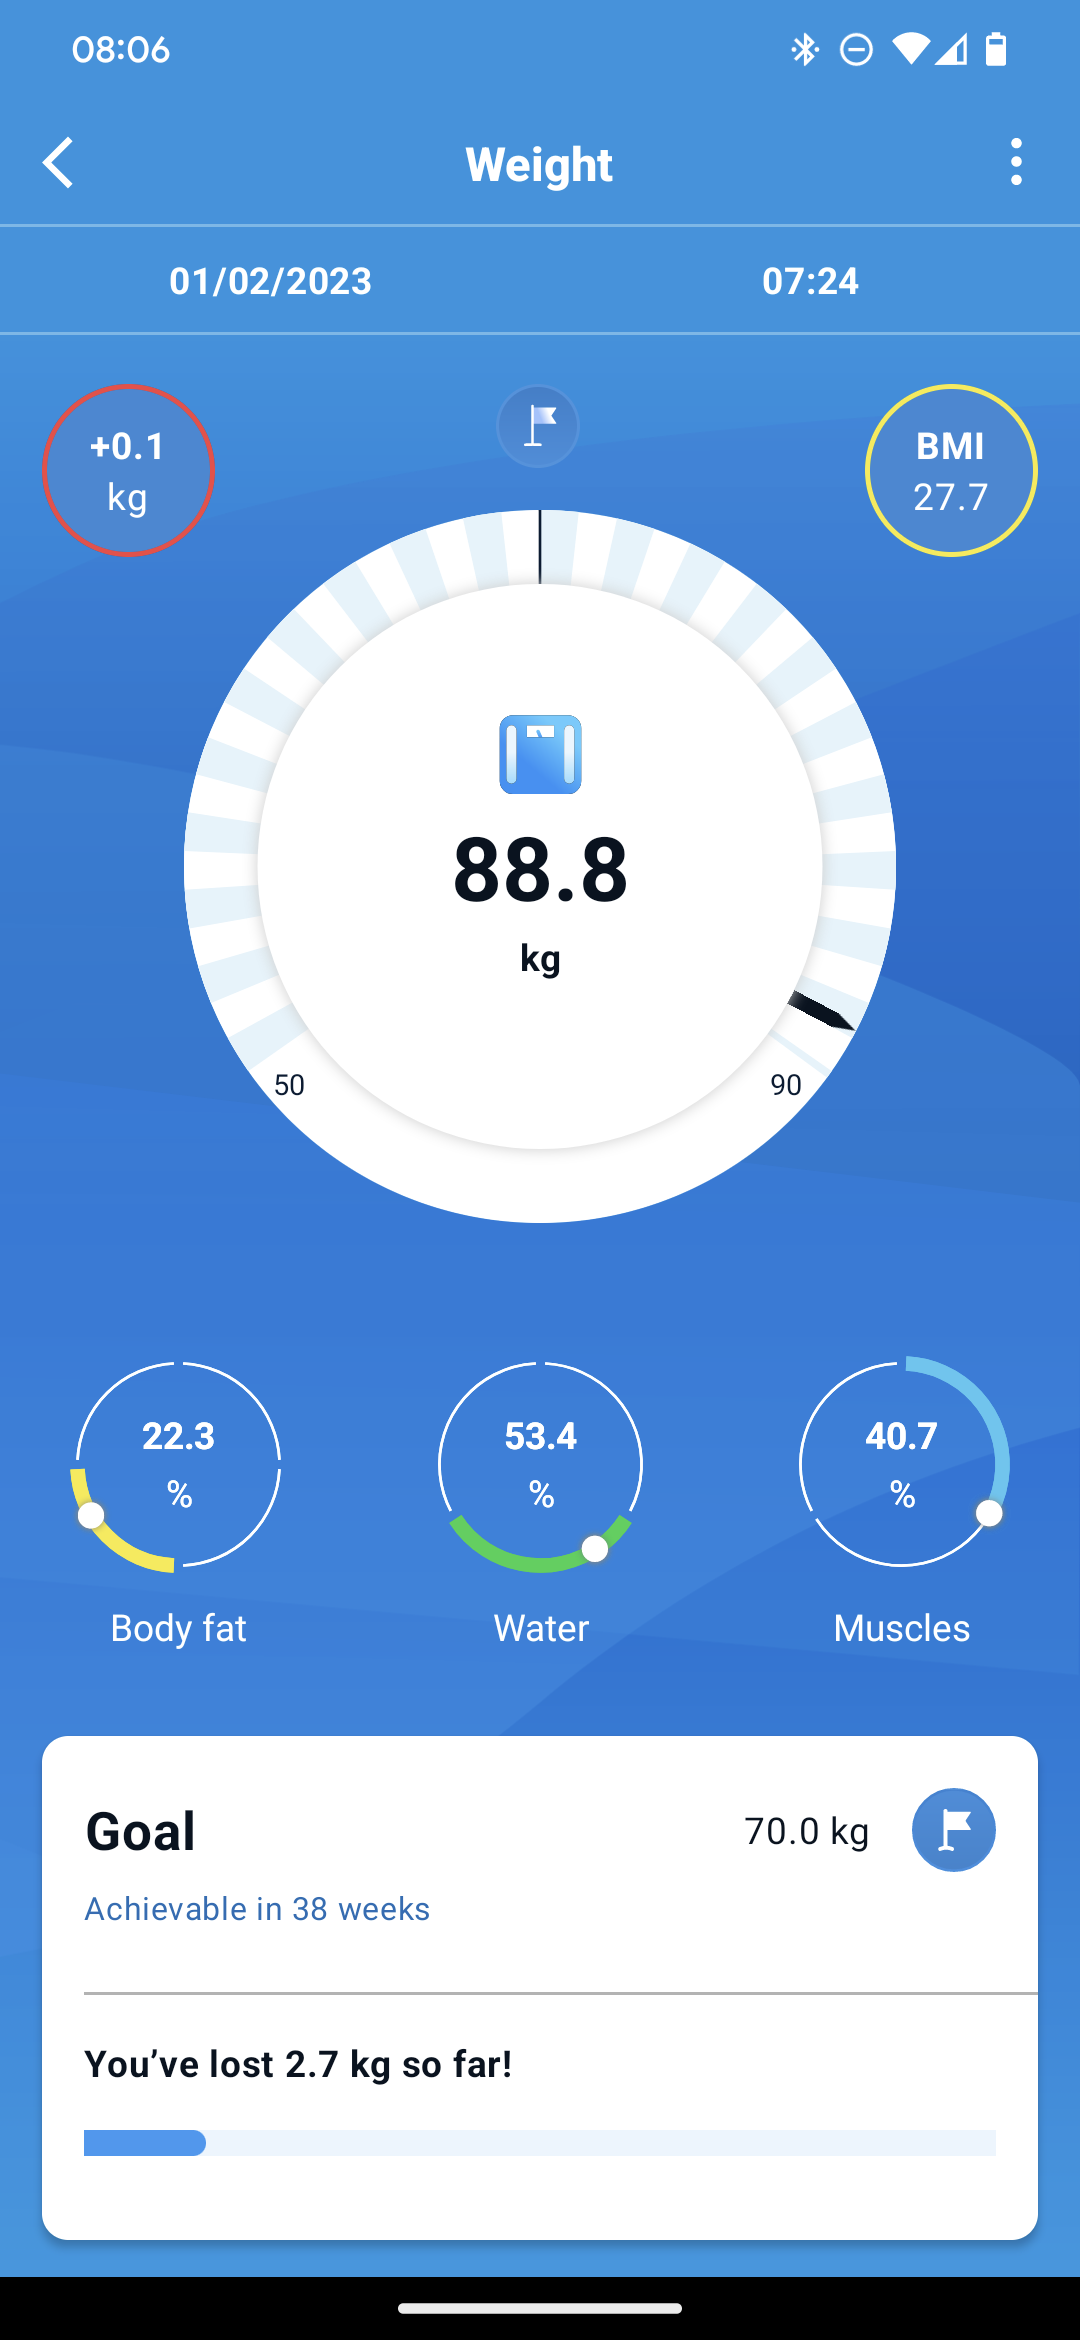 08:06
Weight
01/02/2023 07:24
+0.1
kg
BMI
27.7
88.8
kg
50 90
22.3 53.4 40.7
% % %
Body fat Water Muscles
Goal 70.0 kg
Achievable in 38 weeks
You’ve lost 2.7 kg so far!